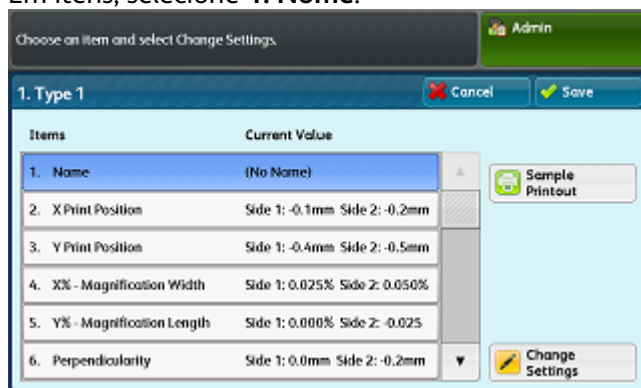 Em Itens, selecione 1. Nome.
Choose an item and select Change Settings.
Admin
1. Type 1
Cancel
Save
Items Current Value
1. Name (No Name)
2. X Print Position Side 1: -0.1mm Side 2: -0.2mm
3. Y Print Position Side 1: -0.4mm Side 2: -0.5mm
4. X% - Magnification Width Side 1: 0.025% Side 2: 0.050%
5. Y% - Magnification Length Side 1: 0.000% Side 2: -0.025
6. Perpendicularity Side 1: 0.0mm Side 2: -0.2mm
Sample
Printout
Change
Settings